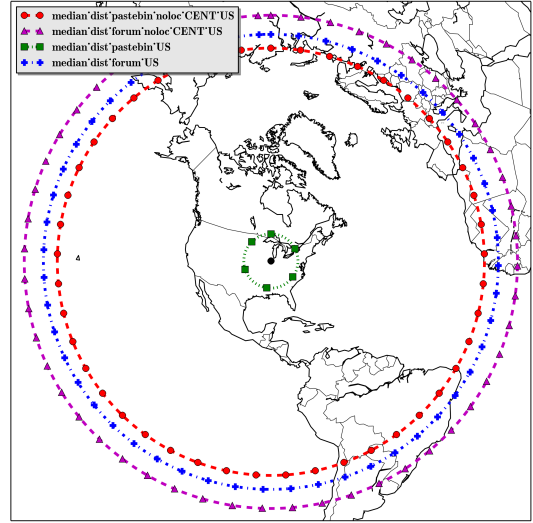 median˙dist˙pastebin˙noloc˙CENT˙US
median˙dist˙forum˙noloc˙CENT˙US
median˙dist˙pastebin˙US
median˙dist˙forum˙US